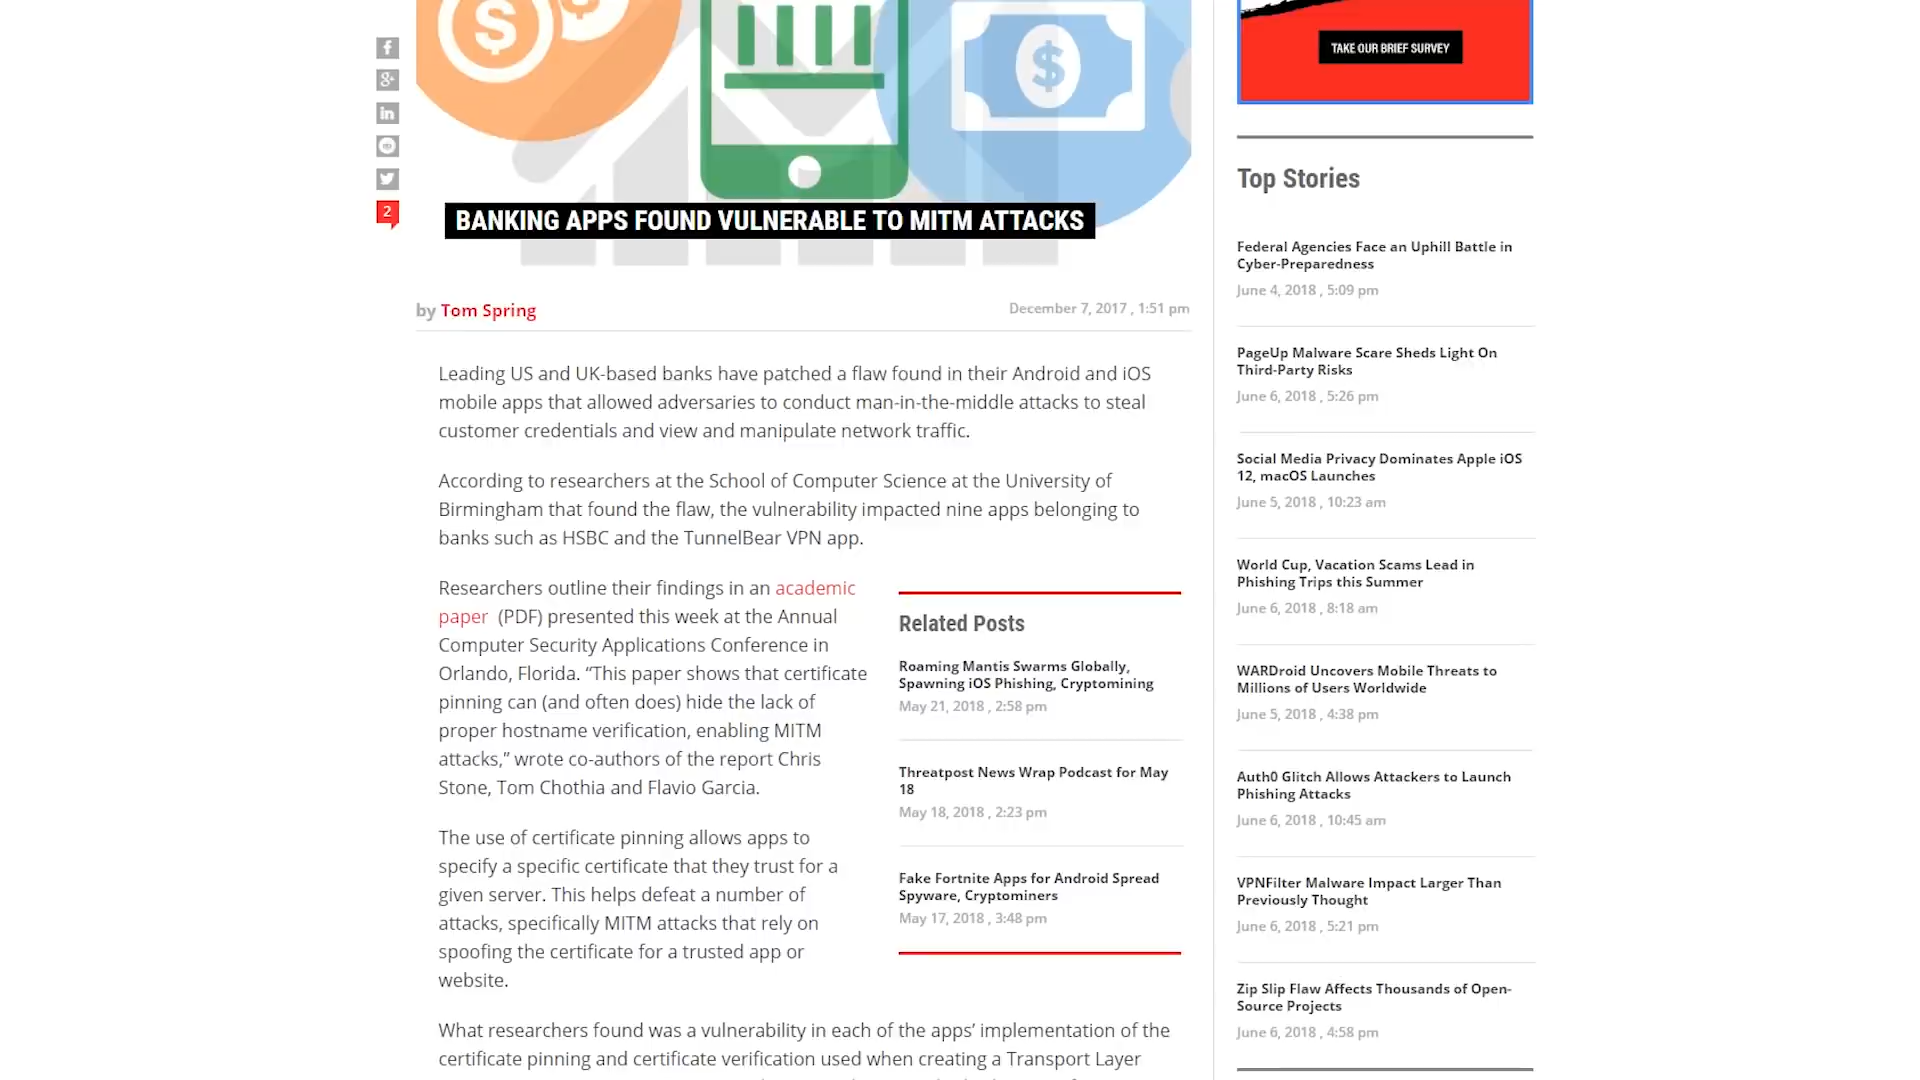 2
TAKE OUR BRIEF SURVEY
BANKING APPS FOUND VULNERABLE TO MITM ATTACKS
by Tom Spring
December 7, 2017 , 1:51 pm
Leading US and UK-based banks have patched a flaw found in their Android and iOS
mobile apps that allowed adversaries to conduct man-in-the-middle attacks to steal
customer credentials and view and manipulate network traffic.
According to researchers at the School of Computer Science at the University of
Birmingham that found the flaw, the vulnerability impacted nine apps belonging to
banks such as HSBC and the TunnelBear VPN app.
Researchers outline their findings in an academic
paper (PDF) presented this week at the Annual
Computer Security Applications Conference in
Orlando, Florida. “This paper shows that certificate
pinning can (and often does) hide the lack of
proper hostname verification, enabling MITM
attacks,” wrote co-authors of the report Chris
Stone, Tom Chothia and Flavio Garcia.
The use of certificate pinning allows apps to
specify a specific certificate that they trust for a
given server. This helps defeat a number of
attacks, specifically MITM attacks that rely on
spoofing the certificate for a trusted app or
website.
What researchers found was a vulnerability in each of the apps’ implementation of the
certificate pinning and certificate verification used when creating a Transport Layer
Related Posts
Roaming Mantis Swarms Globally,
Spawning iOS Phishing, Cryptomining
May 21, 2018 , 2:58 pm
Threatpost News Wrap Podcast for May
18
May 18, 2018 , 2:23 pm
Fake Fortnite Apps for Android Spread
Spyware, Cryptominers
May 17, 2018 , 3:48 pm
Top Stories
Federal Agencies Face an Uphill Battle in
Cyber-Preparedness
June 4, 2018 , 5:09 pm
PageUp Malware Scare Sheds Light On
Third-Party Risks
June 6, 2018 , 5:26 pm
Social Media Privacy Dominates Apple iOS
12, macOS Launches
June 5, 2018 , 10:23 am
World Cup, Vacation Scams Lead in
Phishing Trips this Summer
June 6, 2018 , 8:18 am
WARDroid Uncovers Mobile Threats to
Millions of Users Worldwide
June 5, 2018 , 4:38 pm
Auth0 Glitch Allows Attackers to Launch
Phishing Attacks
June 6, 2018 , 10:45 am
VPNFilter Malware Impact Larger Than
Previously Thought
June 6, 2018 , 5:21 pm
Zip Slip Flaw Affects Thousands of Open-
Source Projects
June 6, 2018 , 4:58 pm